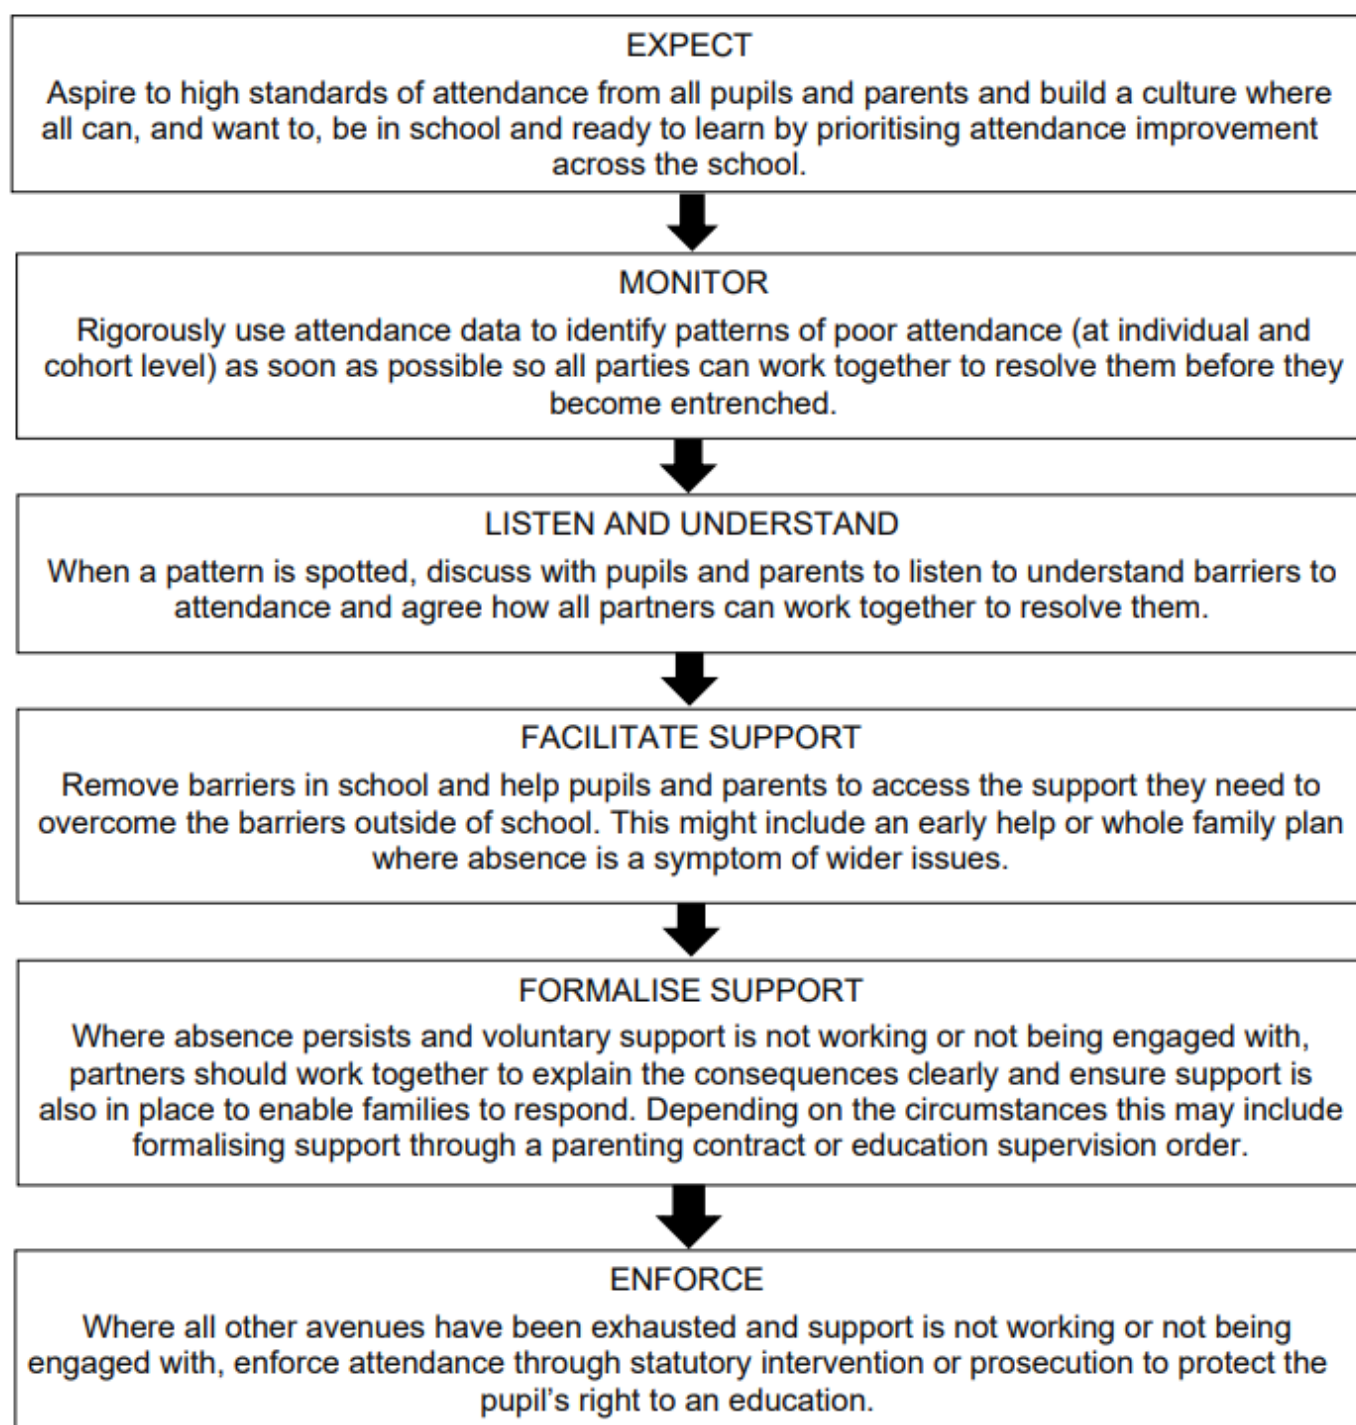 EXPECT
Aspire to high standards of attendance from all pupils and parents and build a culture where
all can, and want to, be in school and ready to learn by prioritising attendance improvement
across the school.
MONITOR
Rigorously use attendance data to identify patterns of poor attendance (at individual and
cohort level) as soon as possible so all parties can work together to resolve them before they
become entrenched.
LISTEN AND UNDERSTAND
When a pattern is spotted, discuss with pupils and parents to listen to understand barriers to
attendance and agree how all partners can work together to resolve them.
FACILITATE SUPPORT
Remove barriers in school and help pupils and parents to access the support they need to
overcome the barriers outside of school. This might include an early help or whole family plan
where absence is a symptom of wider issues.
FORMALISE SUPPORT
Where absence persists and voluntary support is not working or not being engaged with,
partners should work together to explain the consequences clearly and ensure support is
also in place to enable families to respond. Depending on the circumstances this may include
formalising support through a parenting contract or education supervision order.
ENFORCE
Where all other avenues have been exhausted and support is not working or not being
engaged with, enforce attendance through statutory intervention or prosecution to protect the
pupil's right to an education.